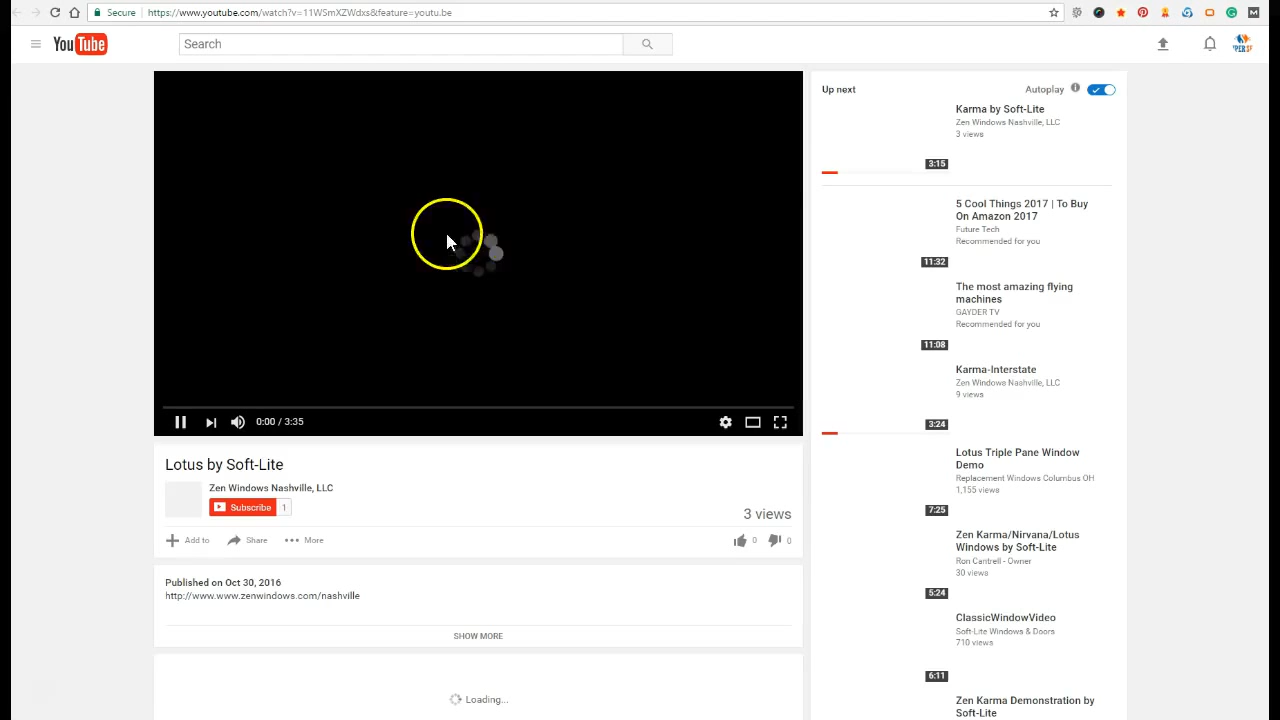 Secure
https://www.youtube.com/watch?v=11WSmXZWdxs&feature=youtu.be
YouTube
Search
Up next
Autoplay
Karma by Soft-Lite
Zen Windows Nashville, LLC
3 views
3:15
5 Cool Things 2017 | To Buy
On Amazon 2017
Future Tech
Recommended for you
11:32
The most amazing flying
machines
GAYDER TV
Recommended for you
11:08
Karma-Interstate
Zen Windows Nashville, LLC
9 views
3:24
Lotus Triple Pane Window
Demo
Replacement Windows Columbus OH
1,155 views
7:25
Zen Karma/Nirvana/Lotus
Windows by Soft-Lite
Ron Cantrell - Owner
30 views
5:24
ClassicWindowVideo
Soft-Lite Windows & Doors
710 views
6:11
Zen Karma Demonstration by
Soft-Lite
0:00 / 3:35
Lotus by Soft-Lite
Zen Windows Nashville, LLC
Subscribe 1
3 views
Add to Share More
0 0
Published on Oct 30, 2016
http://www.www.zenwindows.com/nashville
SHOW MORE
Loading...